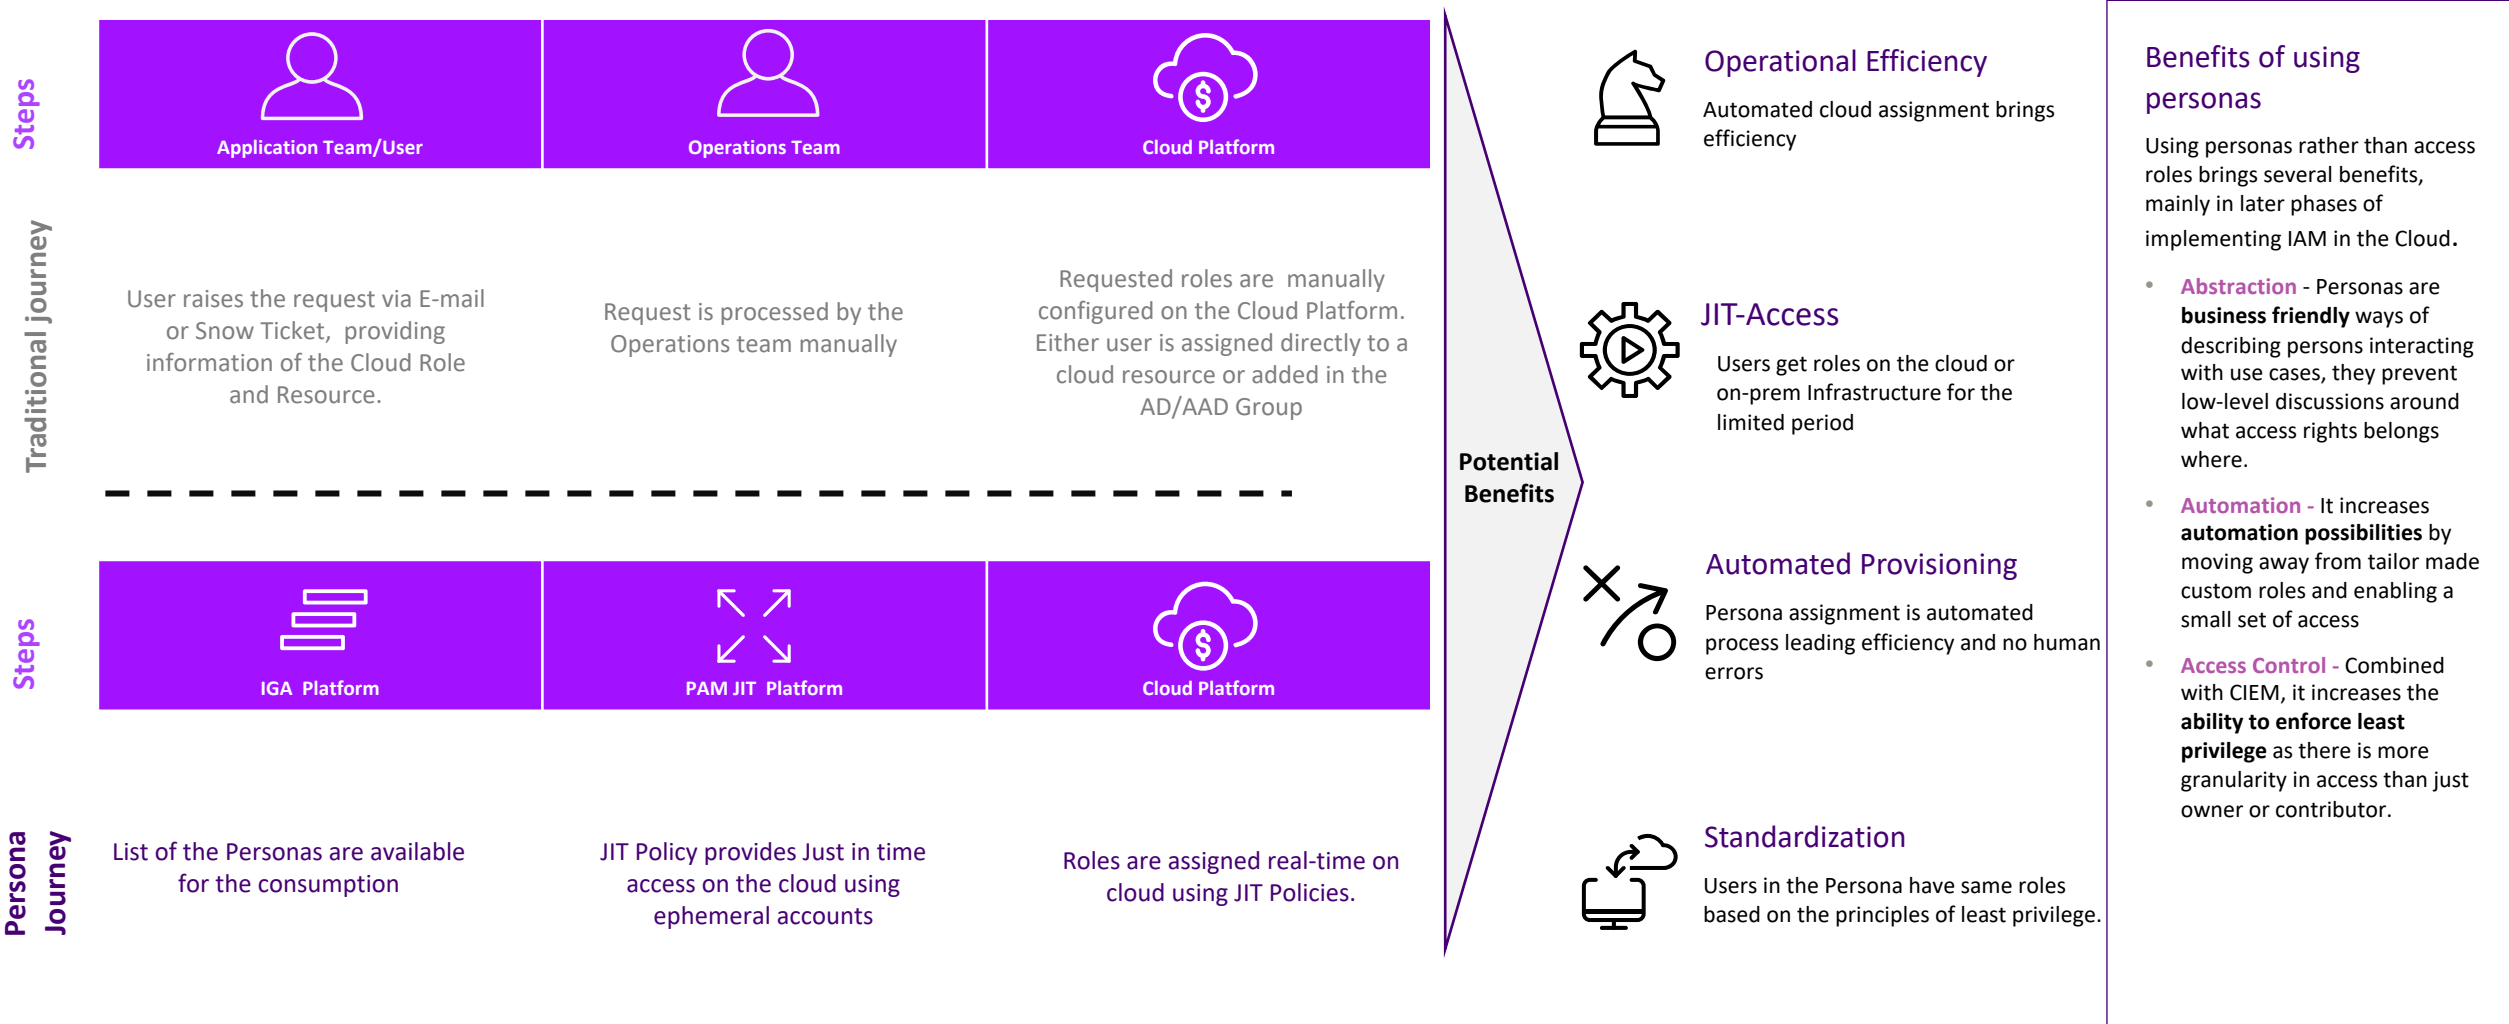 Steps
Application Team/User
Operations Team
Cloud Platform
Traditional journey
User raises the request via E-mail
or Snow Ticket, providing
information of the Cloud Role
and Resource.
Request is processed by the
Operations team manually
Requested roles are manually
configured on the Cloud Platform.
Either user is assigned directly to a
cloud resource or added in the
AD/AAD Group
Steps
IGA Platform
PAM JIT Platform
Cloud Platform
Persona
Journey
List of the Personas are available
for the consumption
JIT Policy provides Just in time
access on the cloud using
ephemeral accounts
Roles are assigned real-time on
cloud using JIT Policies.
Potential
Benefits
Operational Efficiency
Automated cloud assignment brings
efficiency
JIT-Access
Users get roles on the cloud or
on-prem Infrastructure for the
limited period
Automated Provisioning
Persona assignment is automated
process leading efficiency and no human
errors
Standardization
Users in the Persona have same roles
based on the principles of least privilege.
Benefits of using
personas
Using personas rather than access
roles brings several benefits,
mainly in later phases of
implementing IAM in the Cloud.
• Abstraction - Personas are
business friendly ways of
describing persons interacting
with use cases, they prevent
low-level discussions around
what access rights belongs
where.
• Automation - It increases
automation possibilities by
moving away from tailor made
custom roles and enabling a
small set of access
• Access Control - Combined
with CIEM, it increases the
ability to enforce least
privilege as there is more
granularity in access than just
owner or contributor.